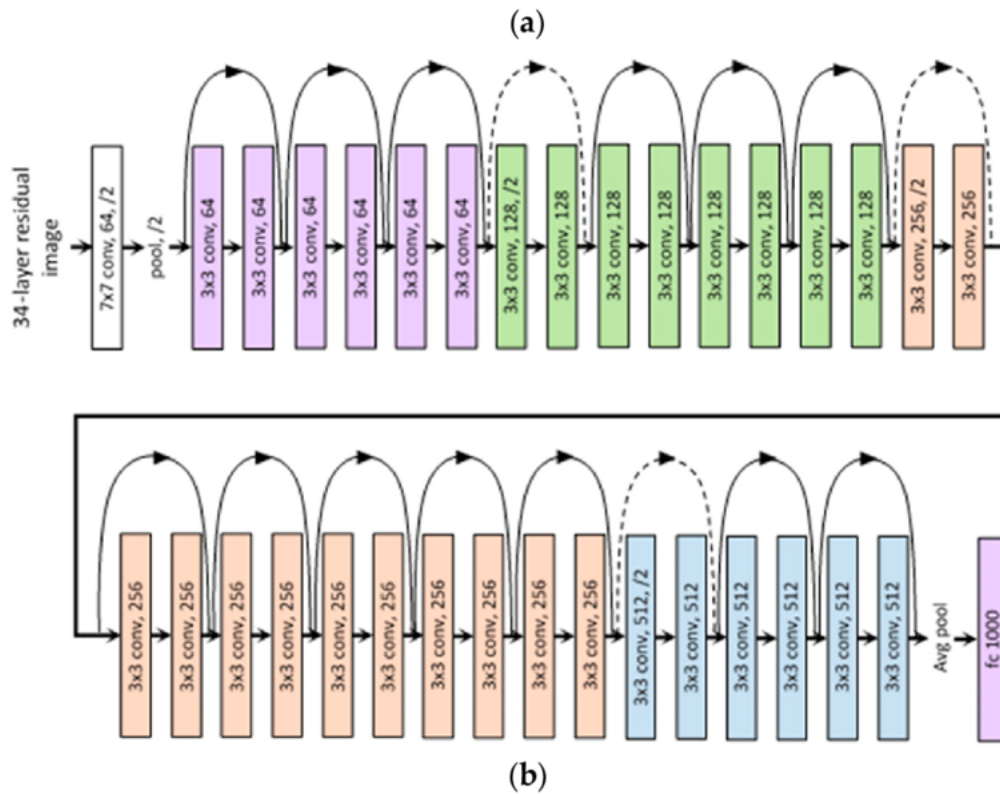 (a)
34-layer residual
image
7x7 conv, 64, /2
pool, /2
3x3 conv, 64
3x3 conv, 64
3x3 conv, 64
3x3 conv, 64
3x3 conv, 64
3x3 conv, 64
3x3 conv, 128, /2
3x3 conv, 128
3x3 conv, 128
3x3 conv, 128
3x3 conv, 128
3x3 conv, 128
3x3 conv, 128
3x3 conv, 128
3x3 conv, 256, /2
3x3 conv, 256
3x3 conv, 256
3x3 conv, 256
3x3 conv, 256
3x3 conv, 256
3x3 conv, 256
3x3 conv, 256
3x3 conv, 256
3x3 conv, 256
3x3 conv, 256
3x3 conv, 256
3x3 conv, 512, /2
3x3 conv, 512
3x3 conv, 512
3x3 conv, 512
3x3 conv, 512
3x3 conv, 512
Avg pool
fc 1000
(b)